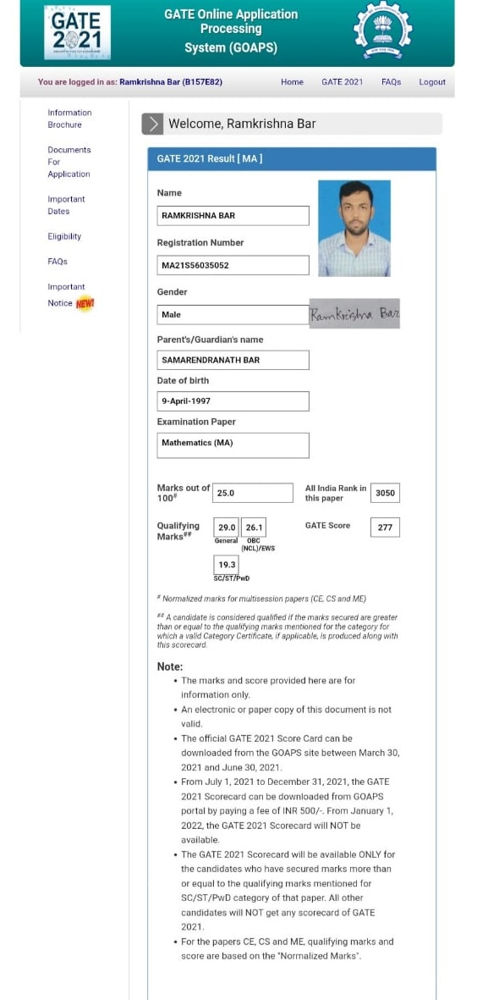 GATE
2021
GATE Online Application
Processing
System (GOAPS)
You are logged in as: Ramkrishna Bar (B157E82)
Home GATE 2021 FAQs Logout
Information
Brochure
Documents
For
Application
Important
Dates
Eligibility
FAQs
Important
Notice NEW!
Welcome, Ramkrishna Bar
GATE 2021 Result [ MA ]
Name
RAMKRISHNA BAR
Registration Number
MA21S56035052
Gender
Male
Ramkrishna Bar
Parent's/Guardian's name
SAMARENDRANATH BAR
Date of birth
9-April-1997
Examination Paper
Mathematics (MA)
Marks out of 25.0 All India Rank in 3050
100# this paper
Qualifying 29.0 26.1 GATE Score 277
Marks## General OBC
(NCL)/EWS
19.3
SC/ST/PwD
# Normalized marks for multisession papers (CE, CS and ME)
## A candidate is considered qualified if the marks secured are greater
than or equal to the qualifying marks mentioned for the category for
which a valid Category Certificate, if applicable, is produced along with
this scorecard.
Note:
• The marks and score provided here are for
information only.
• An electronic or paper copy of this document is not
valid.
• The official GATE 2021 Score Card can be
downloaded from the GOAPS site between March 30,
2021 and June 30, 2021.
• From July 1, 2021 to December 31, 2021, the GATE
2021 Scorecard can be downloaded from GOAPS
portal by paying a fee of INR 500/-. From January 1,
2022, the GATE 2021 Scorecard will NOT be
available.
• The GATE 2021 Scorecard will be available ONLY for
the candidates who have secured marks more than
or equal to the qualifying marks mentioned for
SC/ST/PwD category of that paper. All other
candidates will NOT get any scorecard of GATE
2021.
• For the papers CE, CS and ME, qualifying marks and
score are based on the "Normalized Marks".